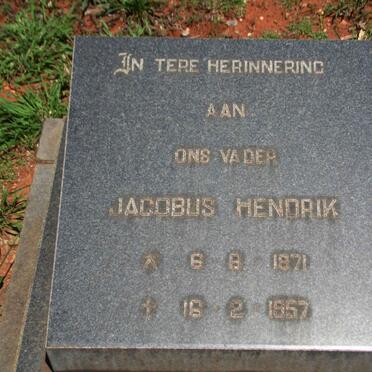 IN TERE HERINNERING
AAN
ONS VADER
JACOBUS HENDRIK
* 6 · 8 · 1871
† 16 · 2 · 1957